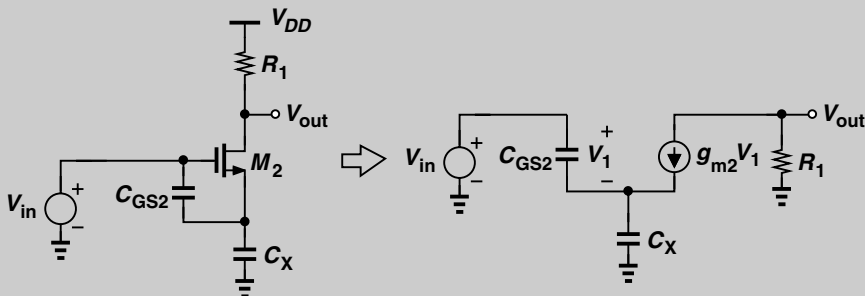 V_DD
R_1
V_out
M_2
C_GS2
V_in
+
−
C_X
V_in
+
−
C_GS2
V_1
+
−
g_m2V_1
V_out
R_1
C_X